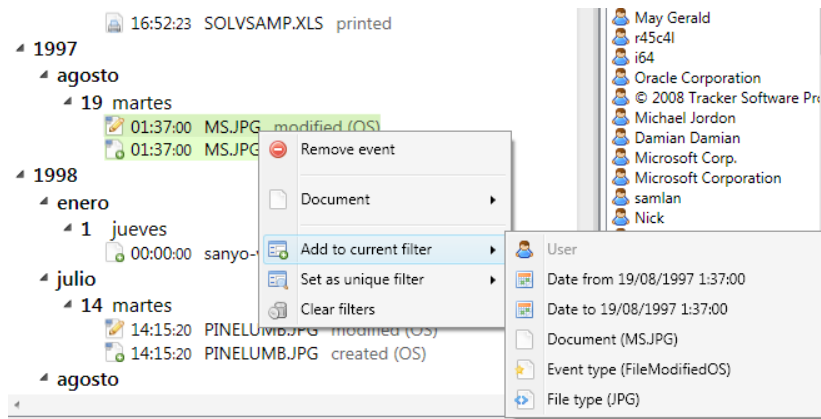 16:52:23 SOLVSAMP.XLS printed
1997
agosto
19 martes
01:37:00 MS.JPG modified (OS)
01:37:00 MS.JPG
1998
enero
1 jueves
00:00:00 sanyo-
julio
14 martes
14:15:20 PINELUMB.JPG modified (OS)
14:15:20 PINELUMB.JPG created (OS)
agosto
Remove event
Document
Add to current filter
Set as unique filter
Clear filters
User
Date from 19/08/1997 1:37:00
Date to 19/08/1997 1:37:00
Document (MS.JPG)
Event type (FileModifiedOS)
File type (JPG)
May Gerald
r45c4l
i64
Oracle Corporation
© 2008 Tracker Software Pro
Michael Jordon
Damian Damian
Microsoft Corp.
Microsoft Corporation
samlan
Nick